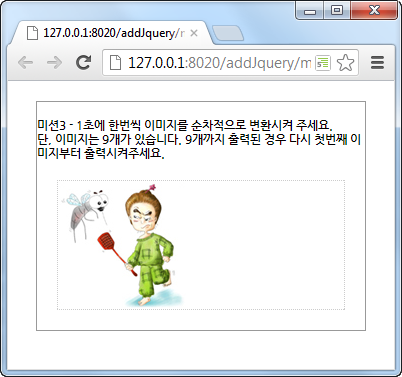 127.0.0.1:8020/addJquery/r
127.0.0.1:8020/addJquery/m
미션3 - 1초에 한번씩 이미지를 순차적으로 변환시켜 주세요.
단, 이미지는 9개가 있습니다. 9개까지 출력된 경우 다시 첫번째 이
미지부터 출력시켜주세요.